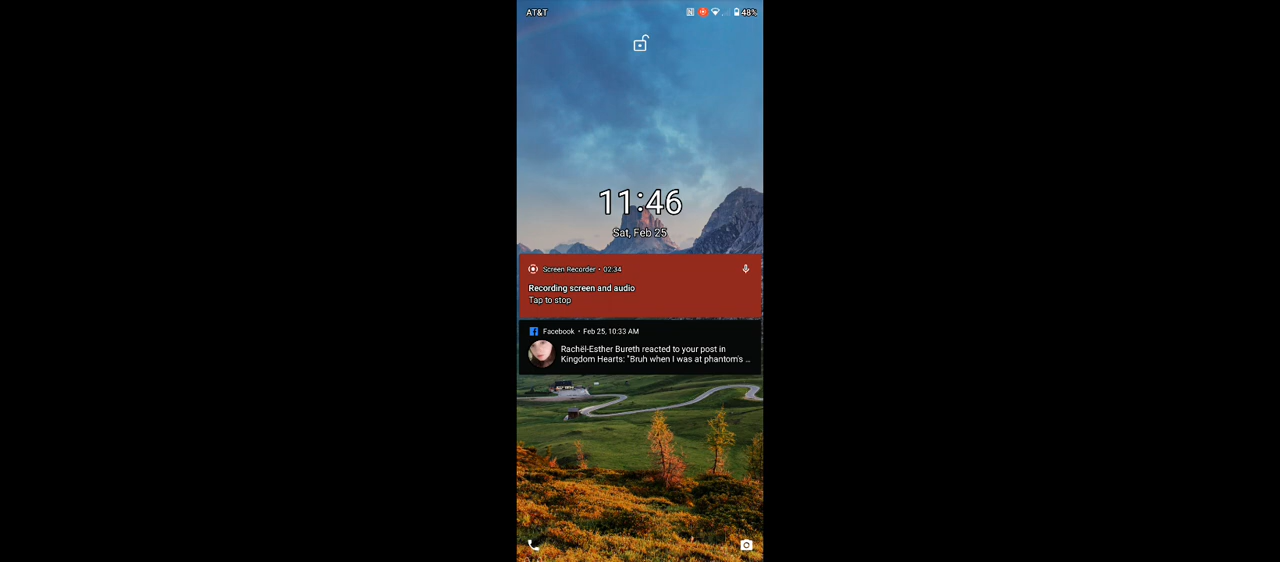 AT&T
48%
11:46
Sat, Feb 25
Screen Recorder • 02:34
Recording screen and audio
Tap to stop
Facebook • Feb 25, 10:33 AM
Rachël-Esther Bureth reacted to your post in
Kingdom Hearts: "Bruh when I was at phantom's ...